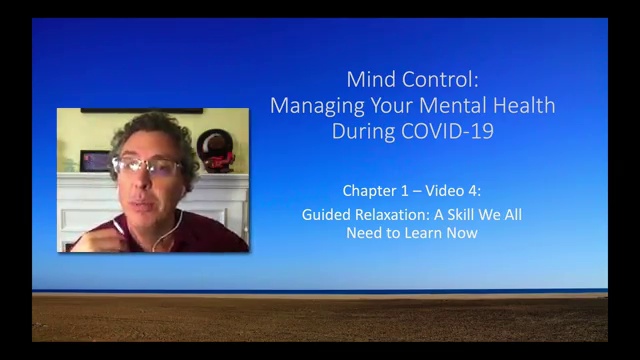 Mind Control:
Managing Your Mental Health
During COVID-19
Chapter 1 – Video 4:
Guided Relaxation: A Skill We All
Need to Learn Now